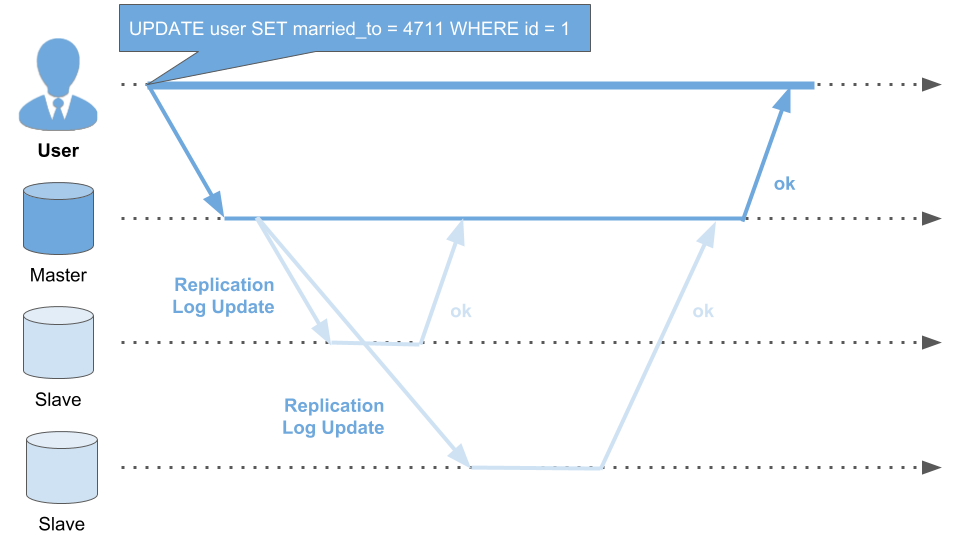 UPDATE user SET married_to = 4711 WHERE id = 1
User
ok
Master
Replication
Log Update
ok
ok
Slave
Replication
Log Update
Slave